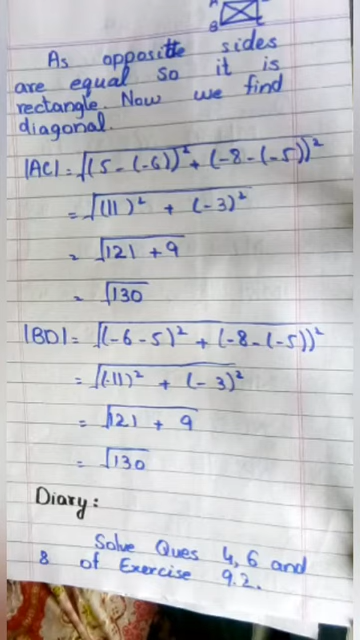 A
B
As opposite sides
are equal so it is
rectangle. Now we find
diagonal.
|AC| = √(5-(-6))² + (-8-(-5))²
= √(11)² + (-3)²
= √121 + 9
= √130
|BD| = √(-6-5)² + (-8-(-5))²
= √(-11)² + (-3)²
= √121 + 9
= √130
Diary:
Solve Ques 4, 6 and
8 of Exercise 9.2.